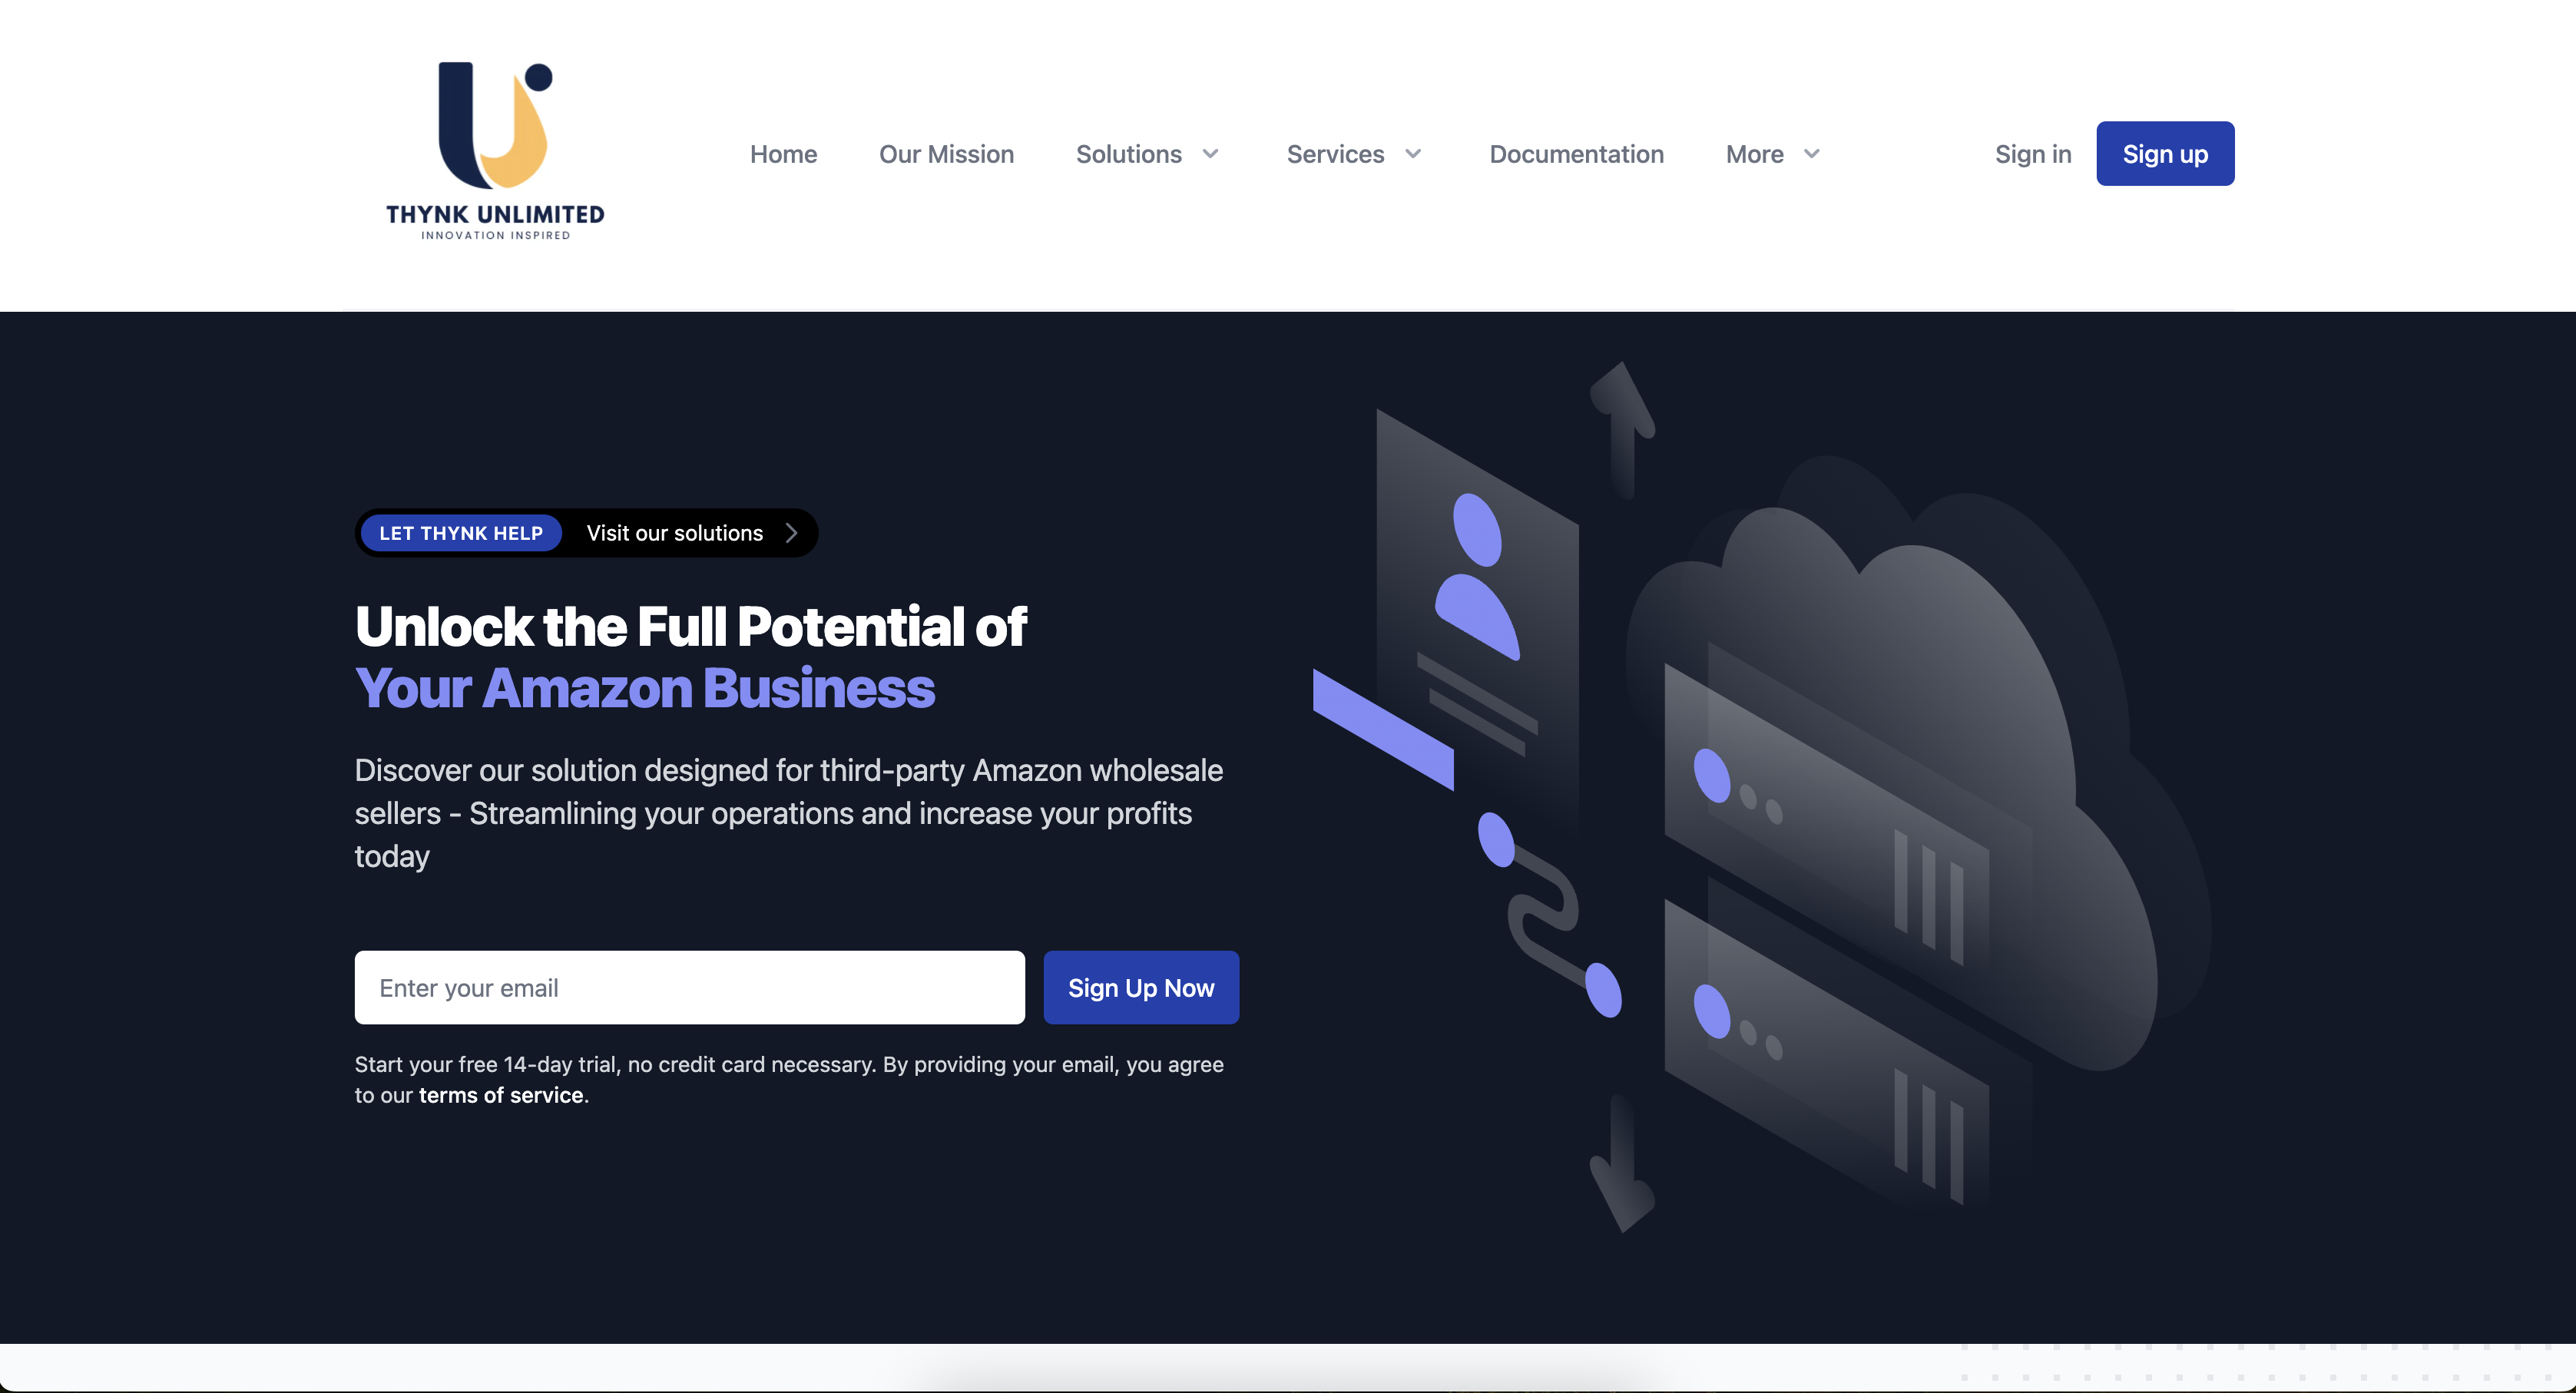 THYNK UNLIMITED
INNOVATION INSPIRED
Home
Our Mission
Solutions
Services
Documentation
More
Sign in
Sign up
LET THYNK HELP
Visit our solutions
Unlock the Full Potential of
Your Amazon Business
Discover our solution designed for third-party Amazon wholesale
sellers - Streamlining your operations and increase your profits
today
Enter your email
Sign Up Now
Start your free 14-day trial, no credit card necessary. By providing your email, you agree
to our terms of service.